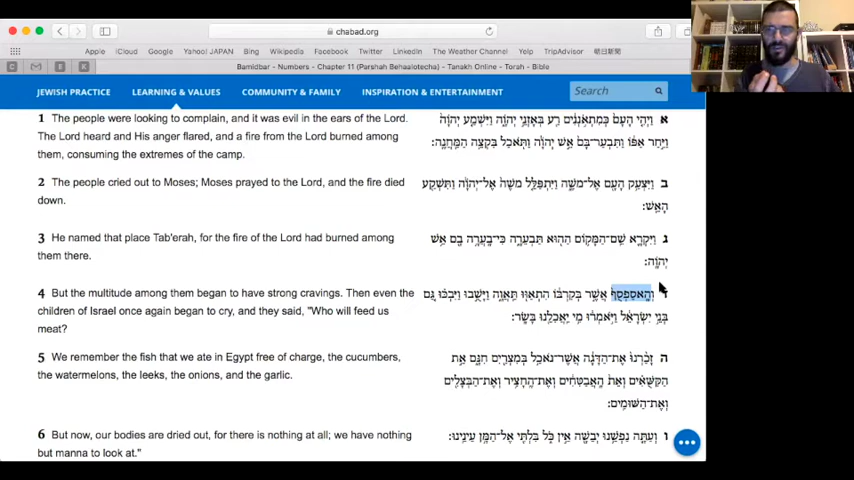 chabad.org
Apple iCloud Google Yahoo! JAPAN Bing Wikipedia Facebook Twitter LinkedIn The Weather Channel Yelp TripAdvisor 朝日新聞
Bamidbar - Numbers - Chapter 11 (Parshah Behaalotecha) - Tanakh Online - Torah - Bible
JEWISH PRACTICE LEARNING & VALUES COMMUNITY & FAMILY INSPIRATION & ENTERTAINMENT Search
1 The people were looking to complain, and it was evil in the ears of the Lord.
The Lord heard and His anger flared, and a fire from the Lord burned among
them, consuming the extremes of the camp.
א וַיְהִי הָעָם כְּמִתְאֹנְנִים רַע בְּאָזְנֵי יְהֹוָה וַיִּשְׁמַע יְהֹוָה
וַיִּחַר אַפּוֹ וַתִּבְעַר־בָּם אֵשׁ יְהֹוָה וַתֹּאכַל בִּקְצֵה הַמַּחֲנֶה:
2 The people cried out to Moses; Moses prayed to the Lord, and the fire died
down.
ב וַיִּצְעַק הָעָם אֶל־מֹשֶׁה וַיִּתְפַּלֵּל מֹשֶׁה אֶל־יְהֹוָה וַתִּשְׁקַע
הָאֵשׁ:
3 He named that place Tab'erah, for the fire of the Lord had burned among
them there.
ג וַיִּקְרָא שֵׁם־הַמָּקוֹם הַהוּא תַּבְעֵרָה כִּי־בָעֲרָה בָם אֵשׁ
יְהֹוָה:
4 But the multitude among them began to have strong cravings. Then even the
children of Israel once again began to cry, and they said, "Who will feed us
meat?
ד וְהָאסַפְסֻף אֲשֶׁר בְּקִרְבּוֹ הִתְאַוּוּ תַּאֲוָה וַיָּשֻׁבוּ וַיִּבְכּוּ גַּם
בְּנֵי יִשְׂרָאֵל וַיֹּאמְרוּ מִי יַאֲכִלֵנוּ בָּשָׂר:
5 We remember the fish that we ate in Egypt free of charge, the cucumbers,
the watermelons, the leeks, the onions, and the garlic.
ה זָכַרְנוּ אֶת־הַדָּגָה אֲשֶׁר־נֹאכַל בְּמִצְרַיִם חִנָּם אֵת
הַקִּשֻּׁאִים וְאֵת הָאֲבַטִּחִים וְאֶת־הֶחָצִיר וְאֶת־הַבְּצָלִים
וְאֶת־הַשּׁוּמִים:
6 But now, our bodies are dried out, for there is nothing at all; we have nothing
but manna to look at."
ו וְעַתָּה נַפְשֵׁנוּ יְבֵשָׁה אֵין כֹּל בִּלְתִּי אֶל־הַמָּן עֵינֵינוּ: